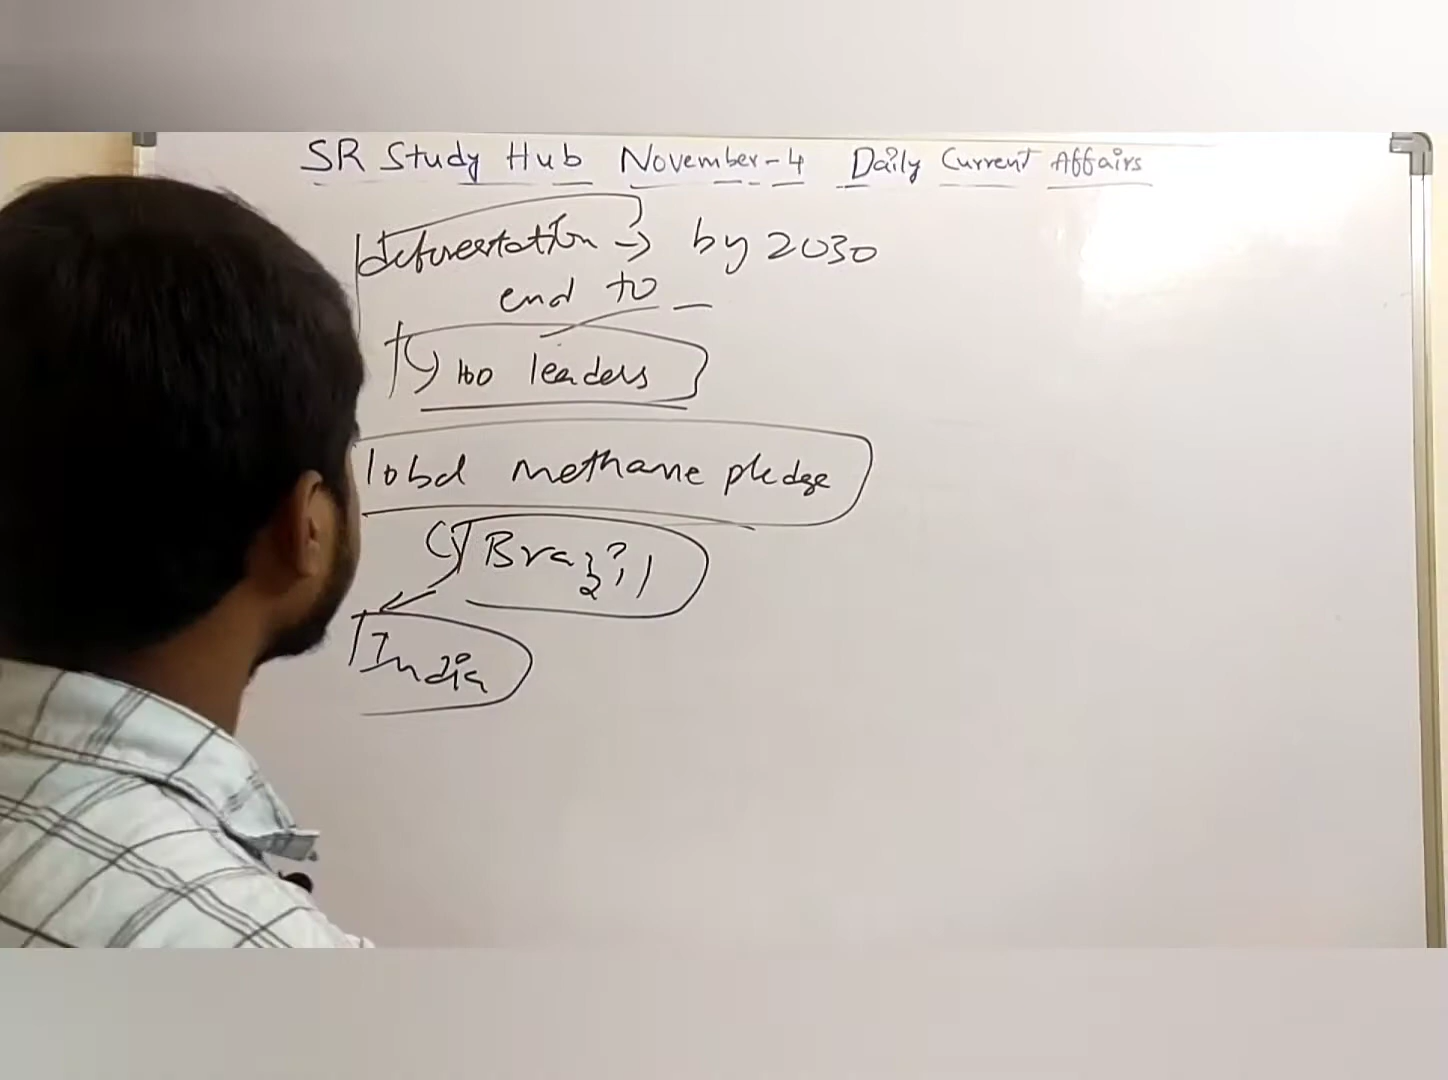 SR Study Hub November-4 Daily Current Affairs
deforestation → by 2030
end to _
100 leaders
lobal methane pledge
Brazil
India